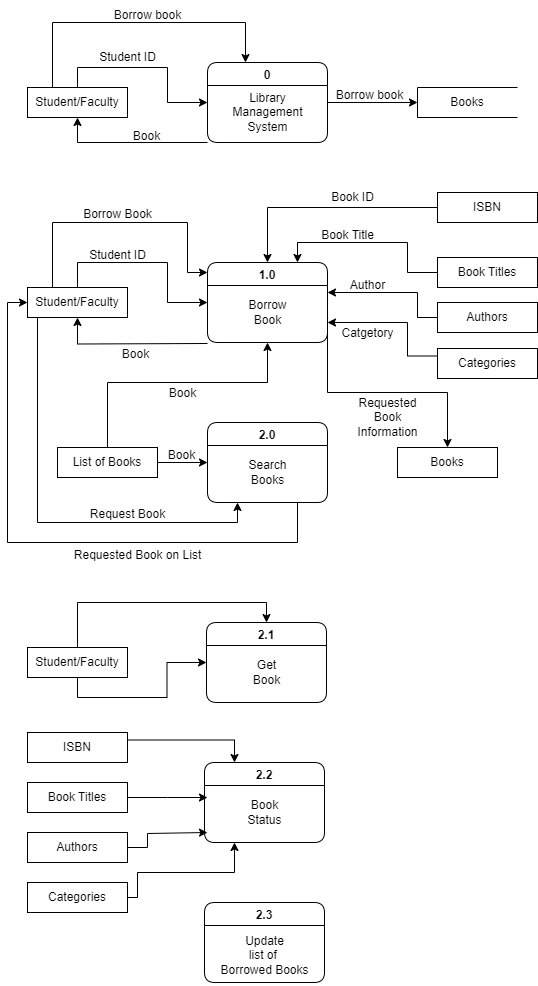 Borrow book
Student ID
0
Student/Faculty
Library
Management
System
Borrow book
Books
Book
Book ID
ISBN
Borrow Book
Book Title
Student ID
1.0
Book Titles
Author
Student/Faculty
Borrow
Book
Authors
Catgetory
Book
Categories
Book
Requested
Book
Information
2.0
List of Books
Book
Search
Books
Books
Request Book
Requested Book on List
2.1
Student/Faculty
Get
Book
ISBN
2.2
Book Titles
Book
Status
Authors
Categories
2.3
Update
list of
Borrowed Books